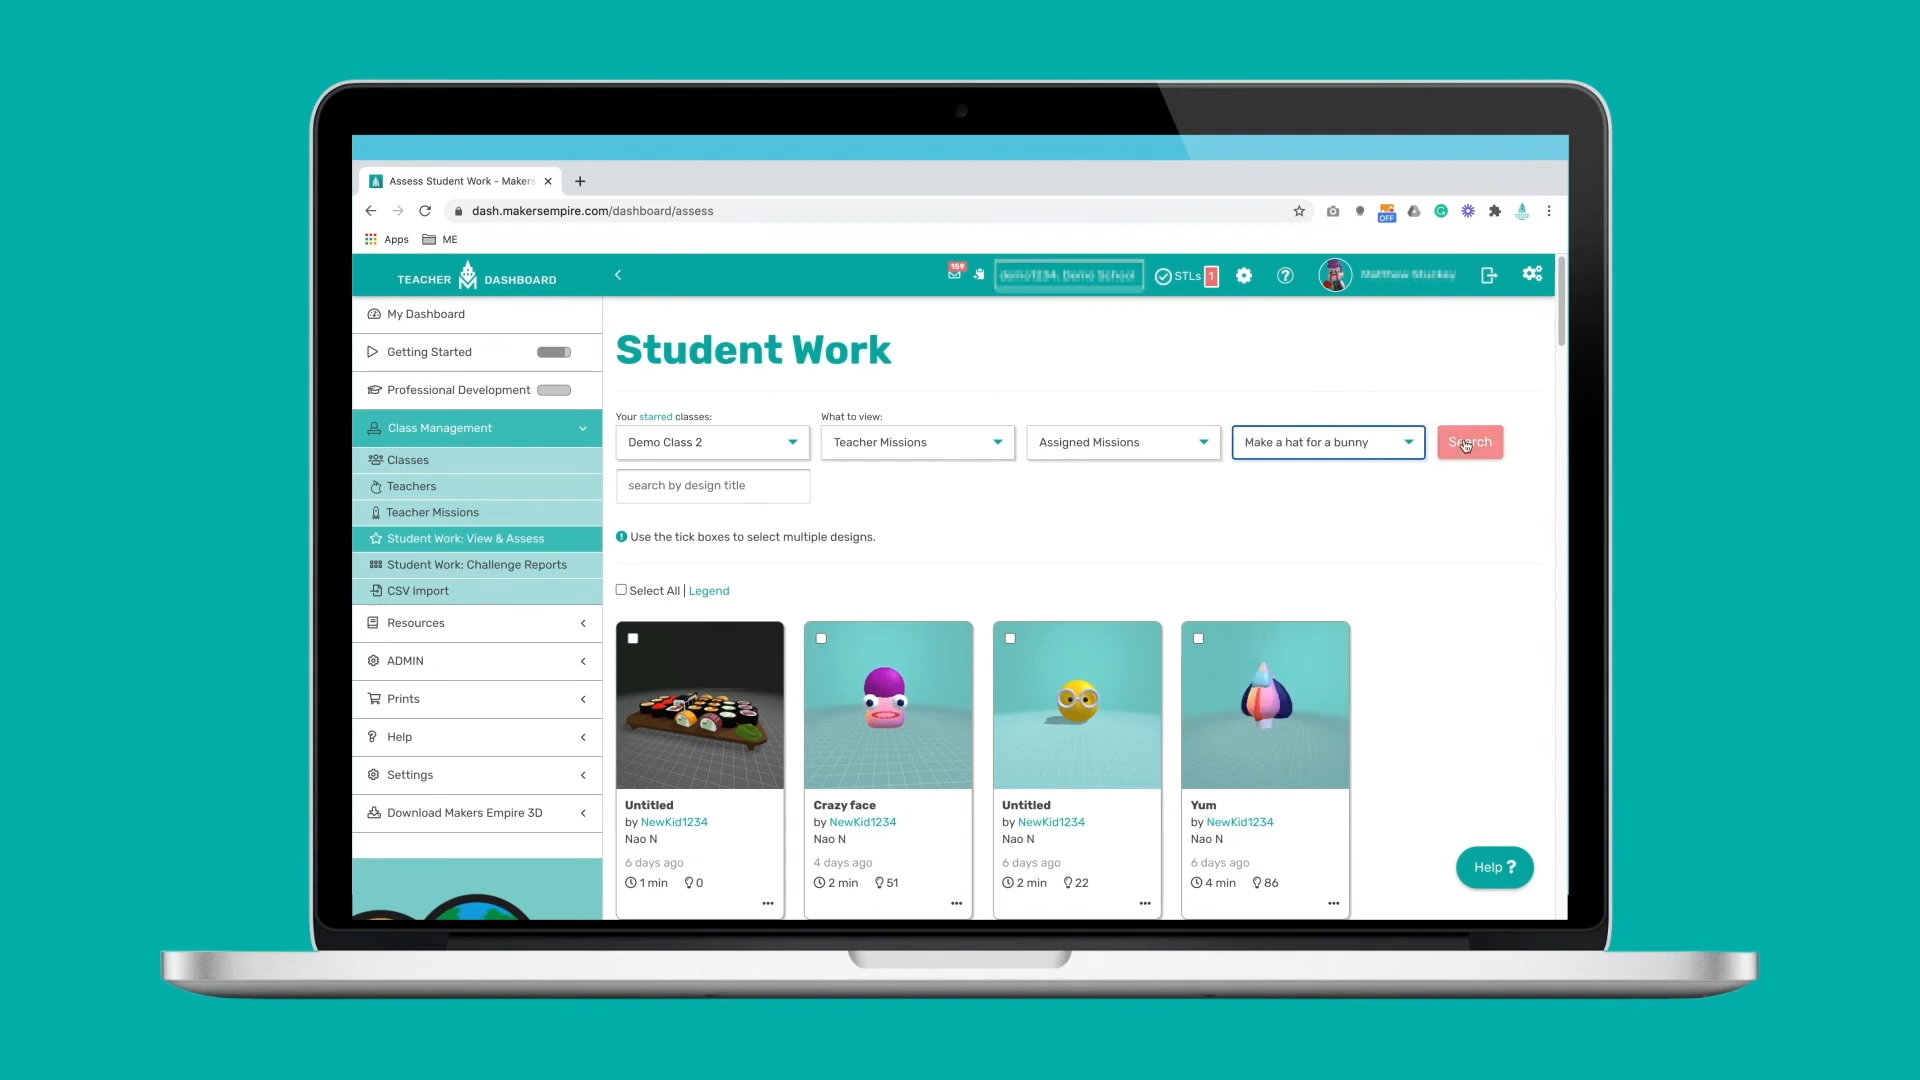 Assess Student Work - Makers
dash.makersempire.com/dashboard/assess
OFF
Apps ME
TEACHER DASHBOARD
159
STLs 1
My Dashboard
Getting Started
Professional Development
Class Management
Classes
Teachers
Teacher Missions
Student Work: View & Assess
Student Work: Challenge Reports
CSV Import
Resources
ADMIN
Prints
Help
Settings
Download Makers Empire 3D
Student Work
Your starred classes: What to view:
Demo Class 2 Teacher Missions Assigned Missions Make a hat for a bunny Search
search by design title
Use the tick boxes to select multiple designs.
Select All | Legend
Untitled
by NewKid1234
Nao N
6 days ago
1 min 0
Crazy face
by NewKid1234
Nao N
4 days ago
2 min 51
Untitled
by NewKid1234
Nao N
6 days ago
2 min 22
Yum
by NewKid1234
Nao N
6 days ago
4 min 86
Help ?